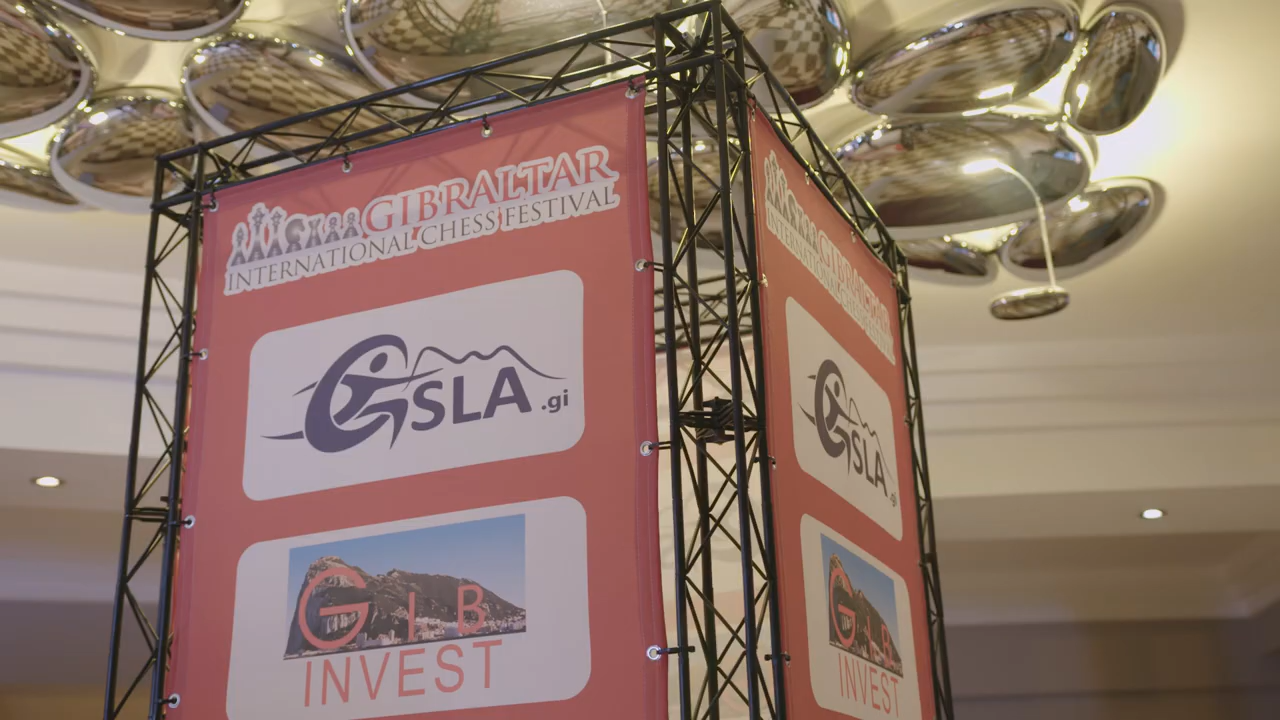 GIBRALTAR
INTERNATIONAL CHESS FESTIVAL
GSLA.gi
GIB
INVEST
GIBRALTAR
INTERNATIONAL CHESS FESTIVAL
GSLA.gi
GIB
INVEST